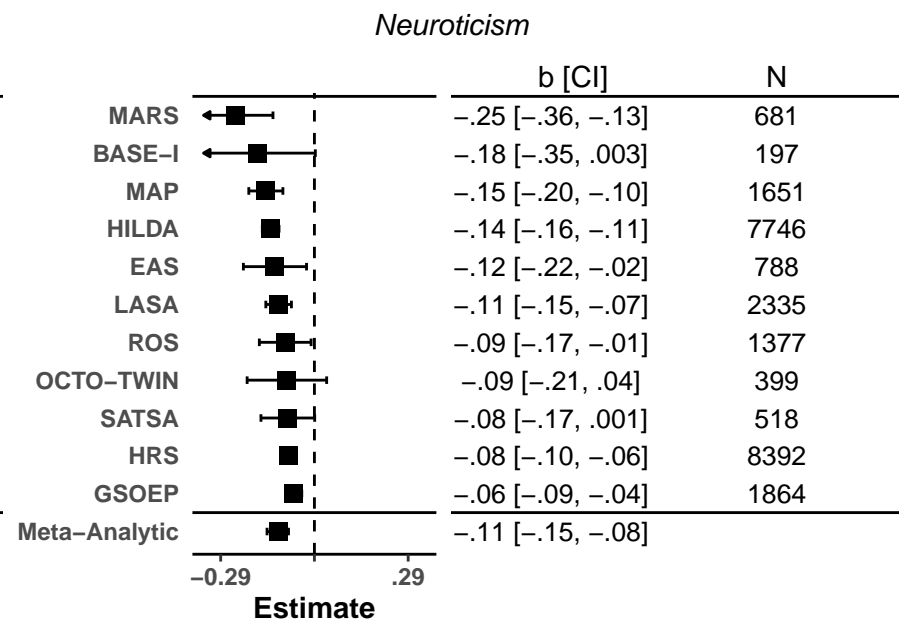 Neuroticism
b [CI] N
MARS −.25 [−.36, −.13] 681
BASE−I −.18 [−.35, .003] 197
MAP −.15 [−.20, −.10] 1651
HILDA −.14 [−.16, −.11] 7746
EAS −.12 [−.22, −.02] 788
LASA −.11 [−.15, −.07] 2335
ROS −.09 [−.17, −.01] 1377
OCTO−TWIN −.09 [−.21, .04] 399
SATSA −.08 [−.17, .001] 518
HRS −.08 [−.10, −.06] 8392
GSOEP −.06 [−.09, −.04] 1864
Meta−Analytic −.11 [−.15, −.08]
−0.29 .29
Estimate